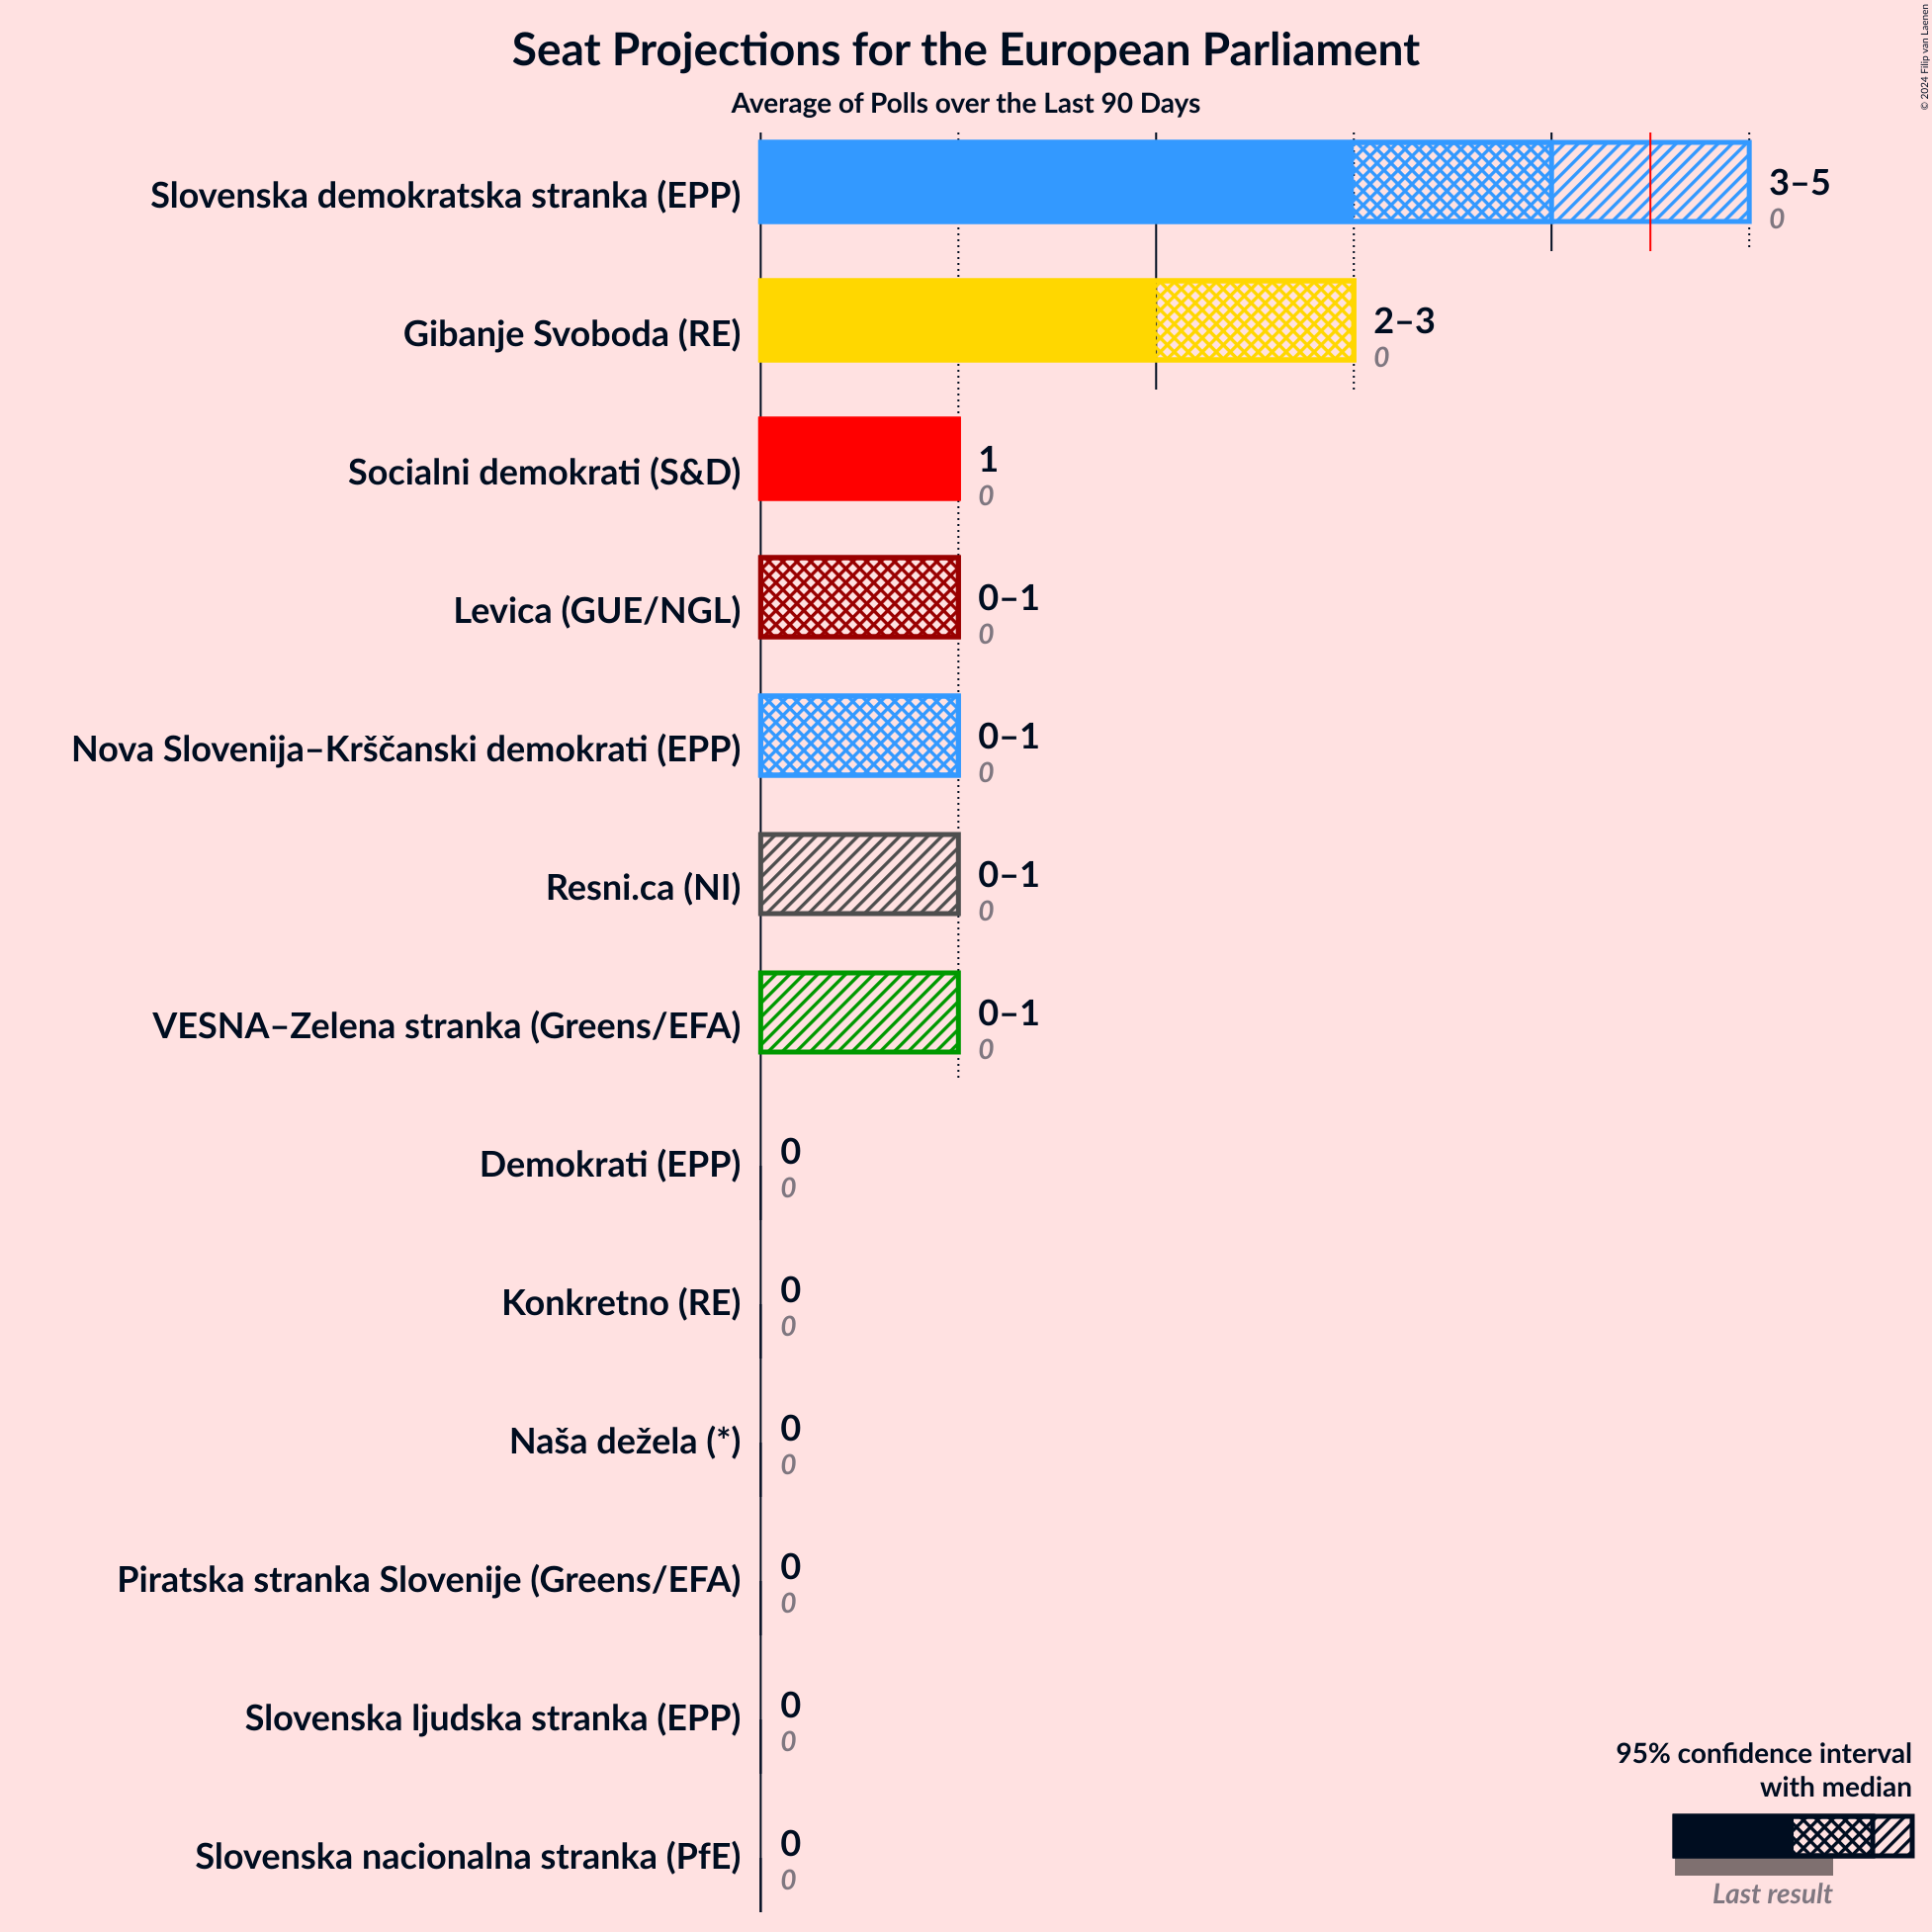 Seat Projections for the European Parliament
Average of Polls over the Last 90 Days
© 2024 Filip van Laenen
Slovenska demokratska stranka (EPP)
3–5
0
Gibanje Svoboda (RE)
2–3
0
Socialni demokrati (S&D)
1
0
Levica (GUE/NGL)
0–1
0
Nova Slovenija–Krščanski demokrati (EPP)
0–1
0
Resni.ca (NI)
0–1
0
VESNA–Zelena stranka (Greens/EFA)
0–1
0
Demokrati (EPP)
0
0
Konkretno (RE)
0
0
Naša dežela (*)
0
0
Piratska stranka Slovenije (Greens/EFA)
0
0
Slovenska ljudska stranka (EPP)
0
0
Slovenska nacionalna stranka (PfE)
0
0
95% confidence interval
with median
Last result